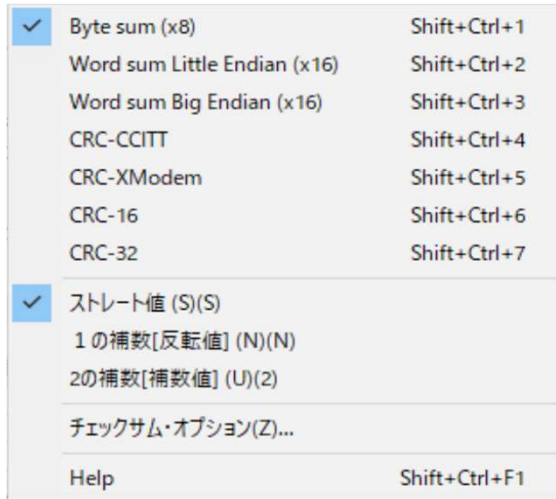 Byte sum (x8) Shift+Ctrl+1
Word sum Little Endian (x16) Shift+Ctrl+2
Word sum Big Endian (x16) Shift+Ctrl+3
CRC-CCITT Shift+Ctrl+4
CRC-XModem Shift+Ctrl+5
CRC-16 Shift+Ctrl+6
CRC-32 Shift+Ctrl+7
ストレート値 (S)(S)
１の補数[反転値] (N)(N)
2の補数[補数値] (U)(2)
チェックサム・オプション(Z)...
Help Shift+Ctrl+F1